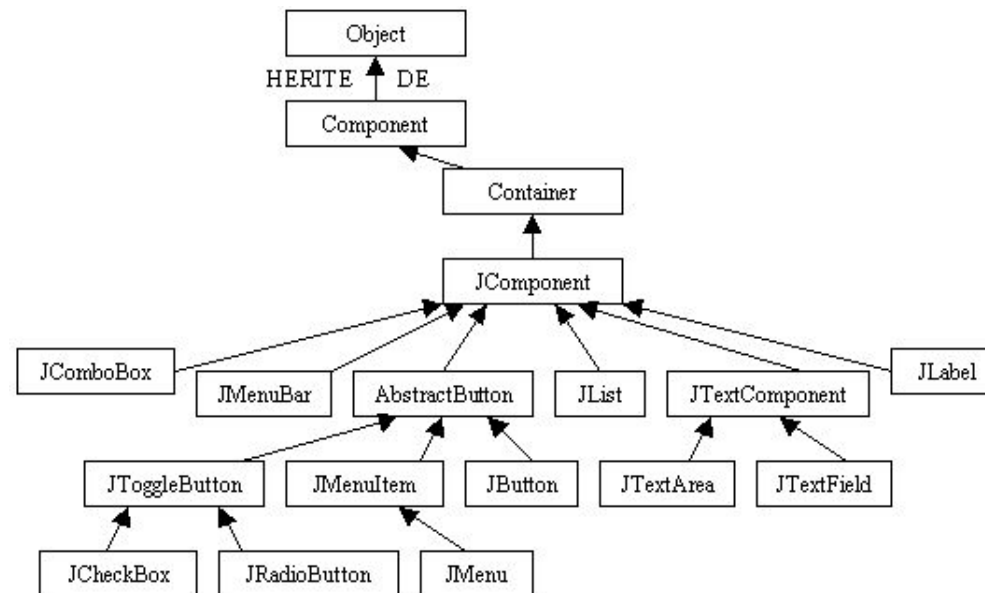 Object
HERITE DE
Component
Container
JComponent
JComboBox
JMenuBar
AbstractButton
JList
JTextComponent
JLabel
JToggleButton
JMenuItem
JButton
JTextArea
JTextField
JCheckBox
JRadioButton
JMenu